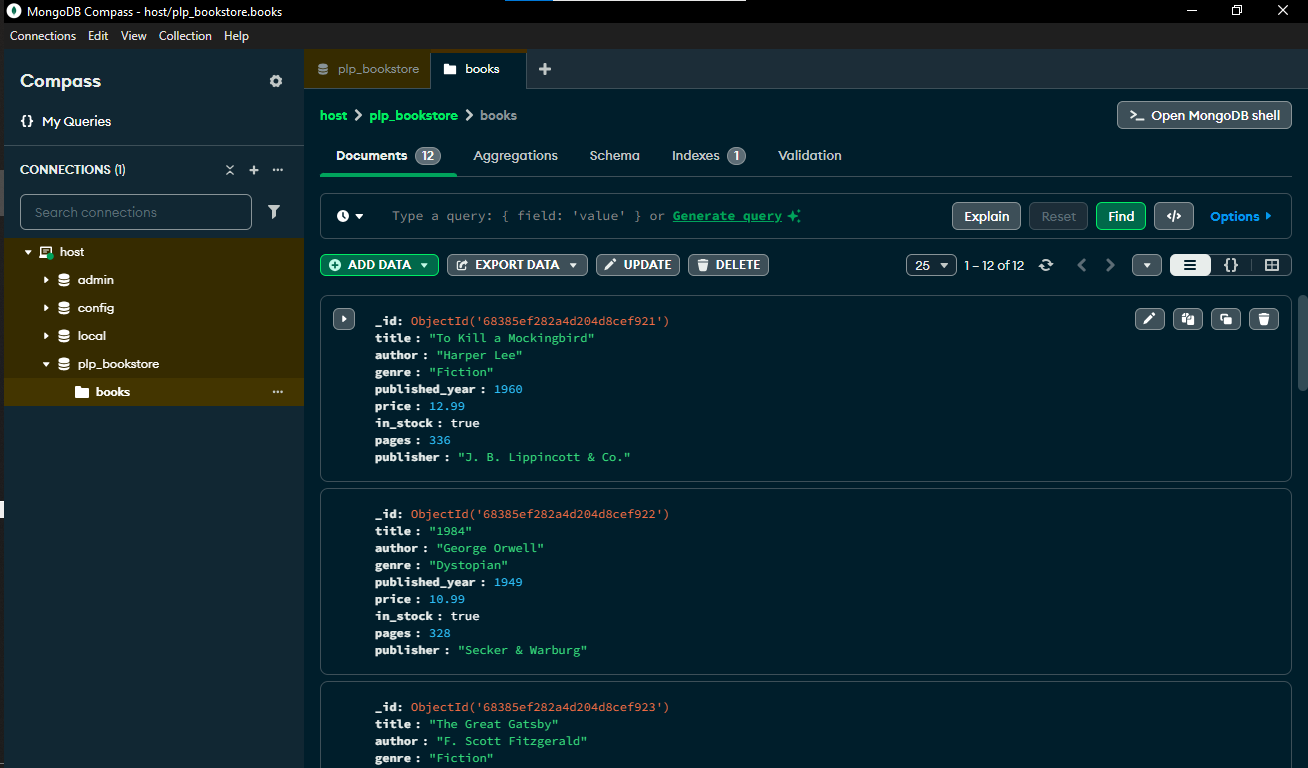 MongoDB Compass - host/plp_bookstore.books
Connections Edit View Collection Help
Compass
{} My Queries
CONNECTIONS (1)
Search connections
host
admin
config
local
plp_bookstore
books
plp_bookstore books
host > plp_bookstore > books
>_ Open MongoDB shell
Documents 12 Aggregations Schema Indexes 1 Validation
Type a query: { field: 'value' } or Generate query
Explain Reset Find </> Options
ADD DATA EXPORT DATA UPDATE DELETE
25 1 – 12 of 12 {}
_id: ObjectId('68385ef282a4d204d8cef921')
title : "To Kill a Mockingbird"
author : "Harper Lee"
genre : "Fiction"
published_year : 1960
price : 12.99
in_stock : true
pages : 336
publisher : "J. B. Lippincott & Co."
_id: ObjectId('68385ef282a4d204d8cef922')
title : "1984"
author : "George Orwell"
genre : "Dystopian"
published_year : 1949
price : 10.99
in_stock : true
pages : 328
publisher : "Secker & Warburg"
_id: ObjectId('68385ef282a4d204d8cef923')
title : "The Great Gatsby"
author : "F. Scott Fitzgerald"
genre : "Fiction"